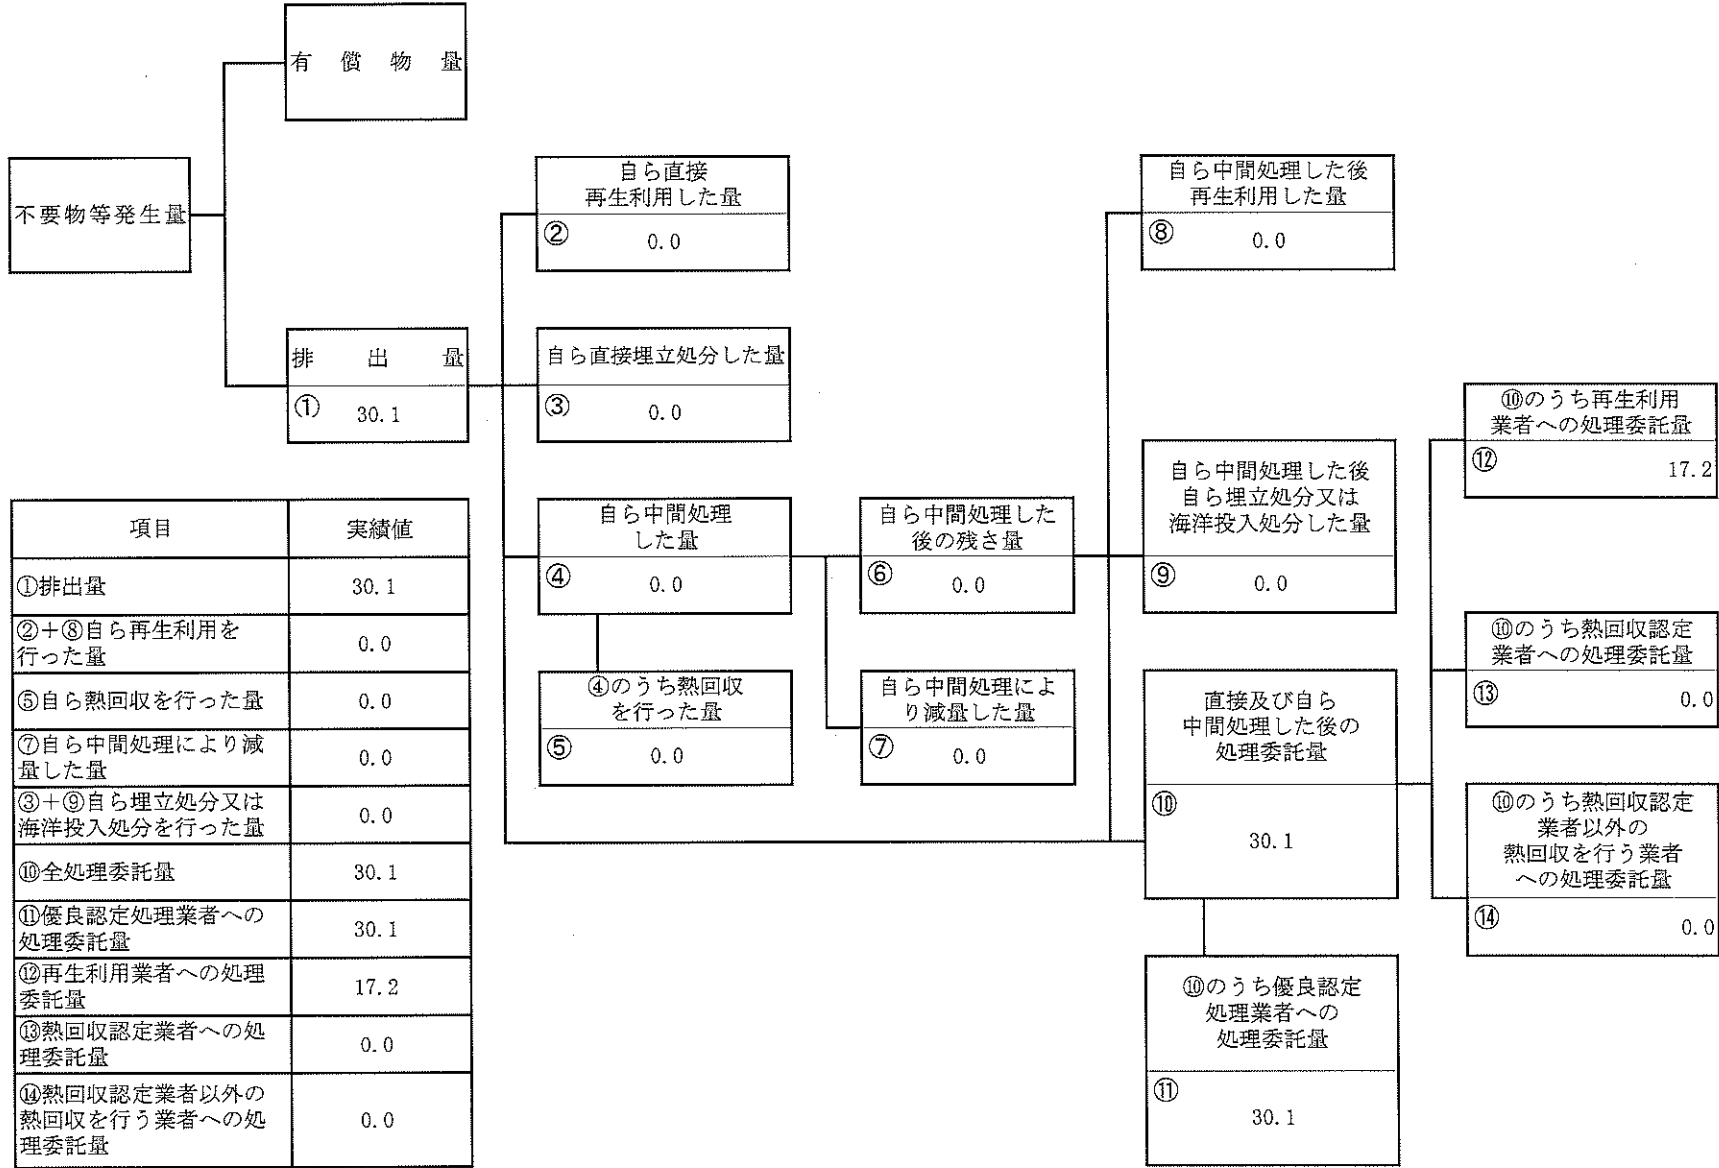 有償物量
不要物等発生量
自ら直接
再生利用した量
② 0.0
自ら中間処理した後
再生利用した量
⑧ 0.0
排出量
① 30.1
自ら直接埋立処分した量
③ 0.0
⑩のうち再生利用
業者への処理委託量
⑫ 17.2
自ら中間処理
した量
④ 0.0
自ら中間処理した
後の残さ量
⑥ 0.0
自ら中間処理した後
自ら埋立処分又は
海洋投入処分した量
⑨ 0.0
⑩のうち熱回収認定
業者への処理委託量
⑬ 0.0
④のうち熱回収
を行った量
⑤ 0.0
自ら中間処理によ
り減量した量
⑦ 0.0
直接及び自ら
中間処理した後の
処理委託量
⑩
30.1
⑩のうち熱回収認定
業者以外の
熱回収を行う業者
への処理委託量
⑭ 0.0
⑩のうち優良認定
処理業者への
処理委託量
⑪
30.1
項目 実績値
①排出量 30.1
②+⑧自ら再生利用を
行った量 0.0
⑤自ら熱回収を行った量 0.0
⑦自ら中間処理により減
量した量 0.0
③+⑨自ら埋立処分又は
海洋投入処分を行った量 0.0
⑩全処理委託量 30.1
⑪優良認定処理業者への
処理委託量 30.1
⑫再生利用業者への処理
委託量 17.2
⑬熱回収認定業者への処
理委託量 0.0
⑭熱回収認定業者以外の
熱回収を行う業者への処
理委託量 0.0